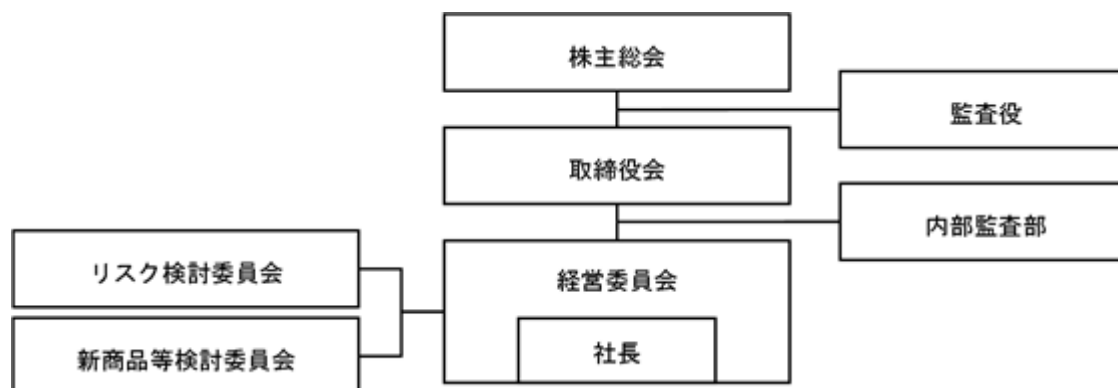 株主総会
監査役
取締役会
内部監査部
リスク検討委員会
経営委員会
新商品等検討委員会
社長